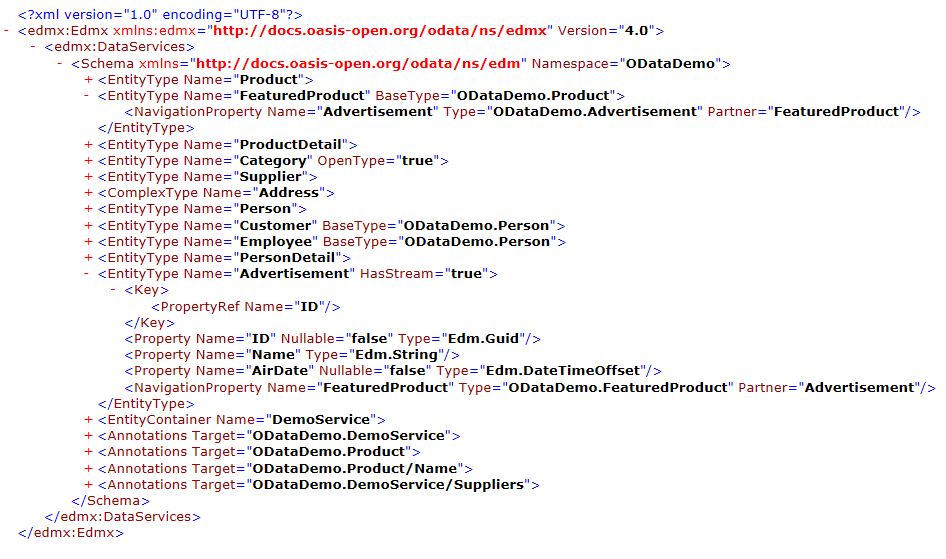 <?xml version="1.0" encoding="UTF-8"?>
- <edmx:Edmx xmlns:edmx="http://docs.oasis-open.org/odata/ns/edmx" Version="4.0">
- <edmx:DataServices>
- <Schema xmlns="http://docs.oasis-open.org/odata/ns/edm" Namespace="ODataDemo">
+ <EntityType Name="Product">
- <EntityType Name="FeaturedProduct" BaseType="ODataDemo.Product">
<NavigationProperty Name="Advertisement" Type="ODataDemo.Advertisement" Partner="FeaturedProduct"/>
</EntityType>
+ <EntityType Name="ProductDetail">
+ <EntityType Name="Category" OpenType="true">
+ <EntityType Name="Supplier">
+ <ComplexType Name="Address">
+ <EntityType Name="Person">
+ <EntityType Name="Customer" BaseType="ODataDemo.Person">
+ <EntityType Name="Employee" BaseType="ODataDemo.Person">
+ <EntityType Name="PersonDetail">
- <EntityType Name="Advertisement" HasStream="true">
- <Key>
<PropertyRef Name="ID"/>
</Key>
<Property Name="ID" Nullable="false" Type="Edm.Guid"/>
<Property Name="Name" Type="Edm.String"/>
<Property Name="AirDate" Nullable="false" Type="Edm.DateTimeOffset"/>
<NavigationProperty Name="FeaturedProduct" Type="ODataDemo.FeaturedProduct" Partner="Advertisement"/>
</EntityType>
+ <EntityContainer Name="DemoService">
+ <Annotations Target="ODataDemo.DemoService">
+ <Annotations Target="ODataDemo.Product">
+ <Annotations Target="ODataDemo.Product/Name">
+ <Annotations Target="ODataDemo.DemoService/Suppliers">
</Schema>
</edmx:DataServices>
</edmx:Edmx>